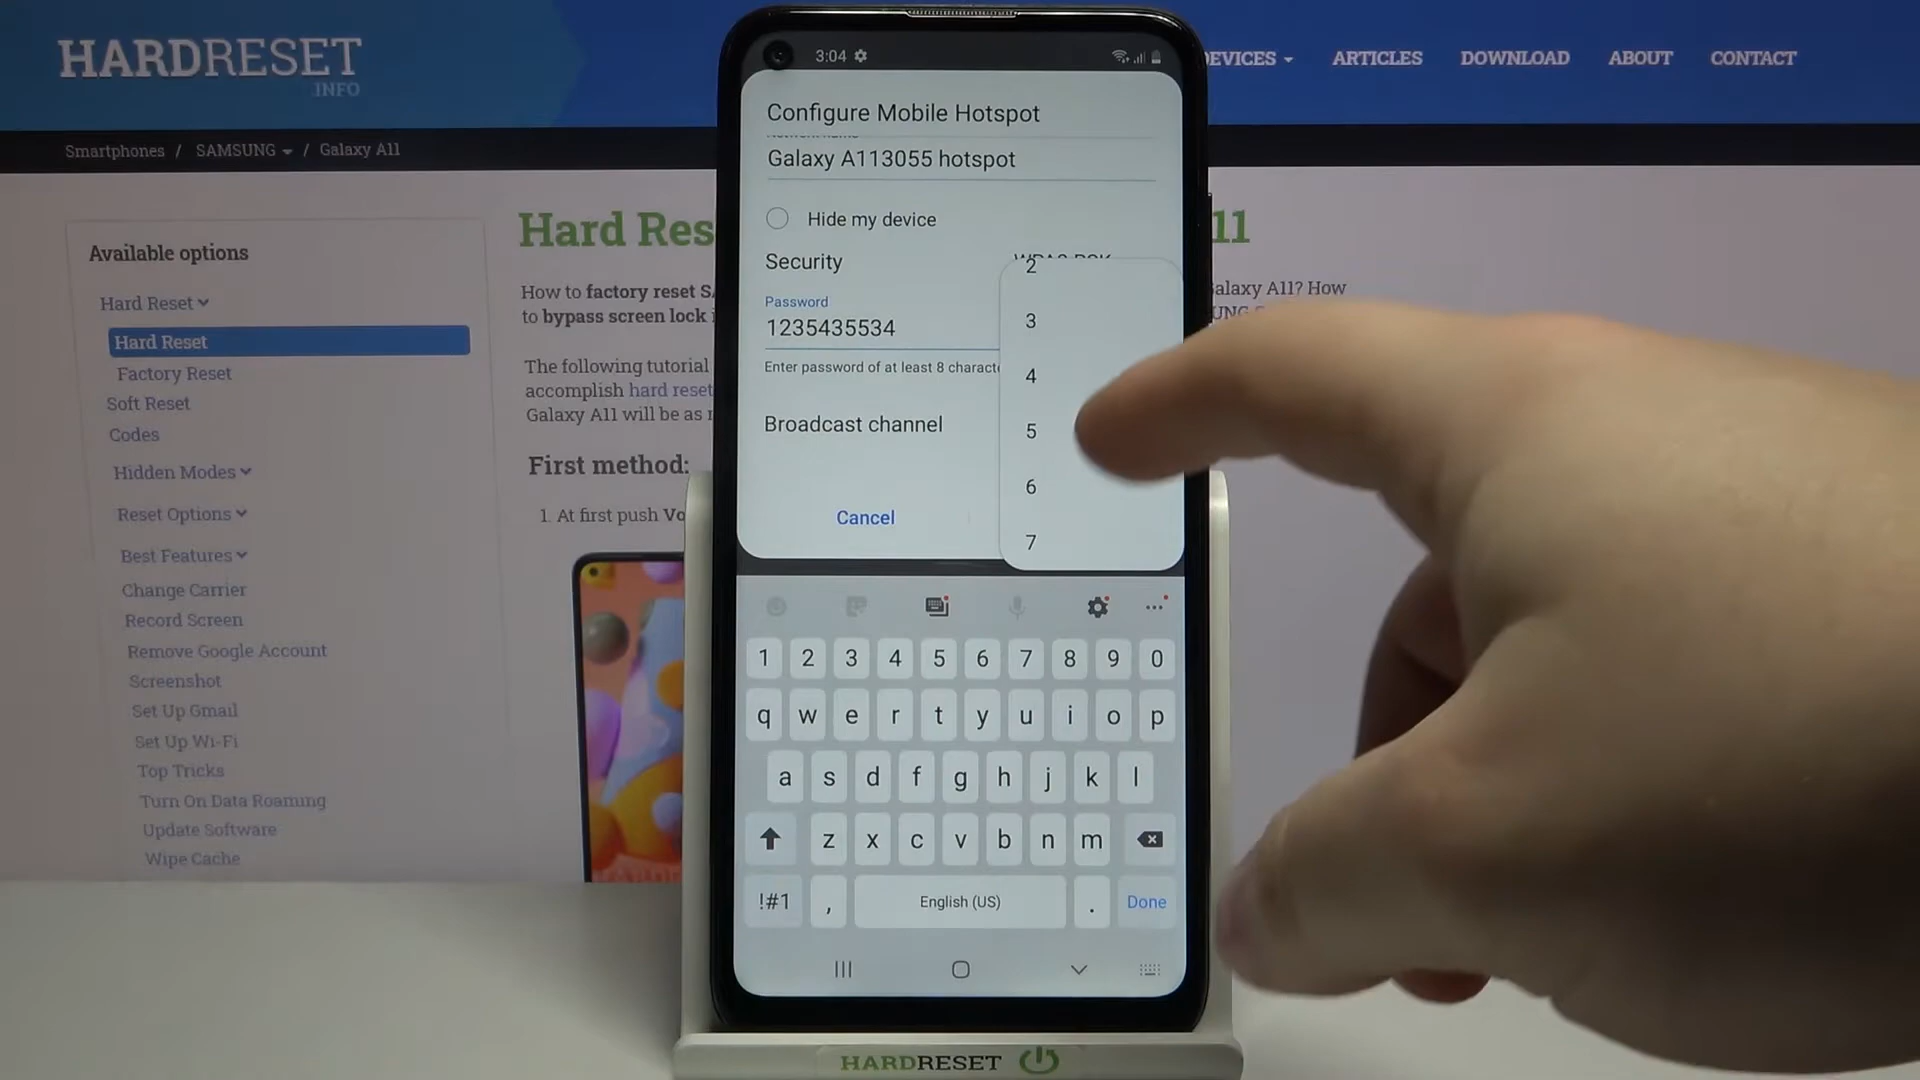 HARDRESET
.INFO
DEVICES
ARTICLES
DOWNLOAD
ABOUT
CONTACT
Smartphones / SAMSUNG / Galaxy A11
Available options
Hard Reset
Hard Reset
Factory Reset
Soft Reset
Codes
Hidden Modes
Reset Options
Best Features
Change Carrier
Record Screen
Remove Google Account
Screenshot
Set Up Gmail
Set Up Wi-Fi
Top Tricks
Turn On Data Roaming
Update Software
Wipe Cache
Hard Res
11
How to factory reset SA
Galaxy A11? How
to bypass screen lock i
The following tutorial
accomplish hard reset
Galaxy A11 will be as r
First method:
1. At first push Vo
3:04
Configure Mobile Hotspot
Galaxy A113055 hotspot
Hide my device
Security
Password
1235435534
Enter password of at least 8 characte
Broadcast channel
Cancel
2
3
4
5
6
7
1 2 3 4 5 6 7 8 9 0
q w e r t y u i o p
a s d f g h j k l
z x c v b n m
!#1 , English (US) . Done
HARDRESET